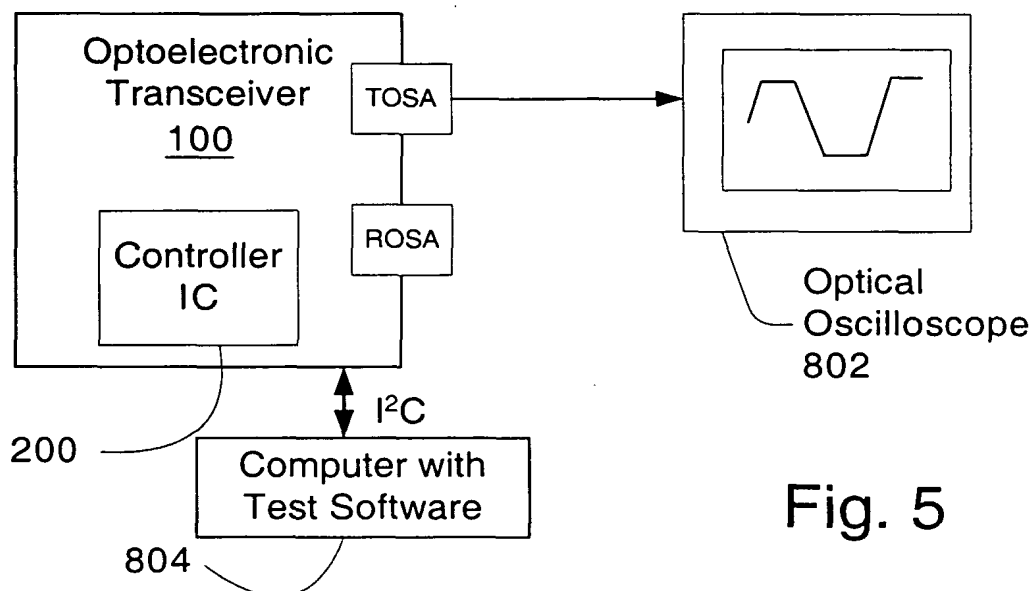 Optoelectronic
Transceiver
100
TOSA
ROSA
Controller
IC
200
I²C
Computer with
Test Software
804
Optical
Oscilloscope
802
Fig. 5